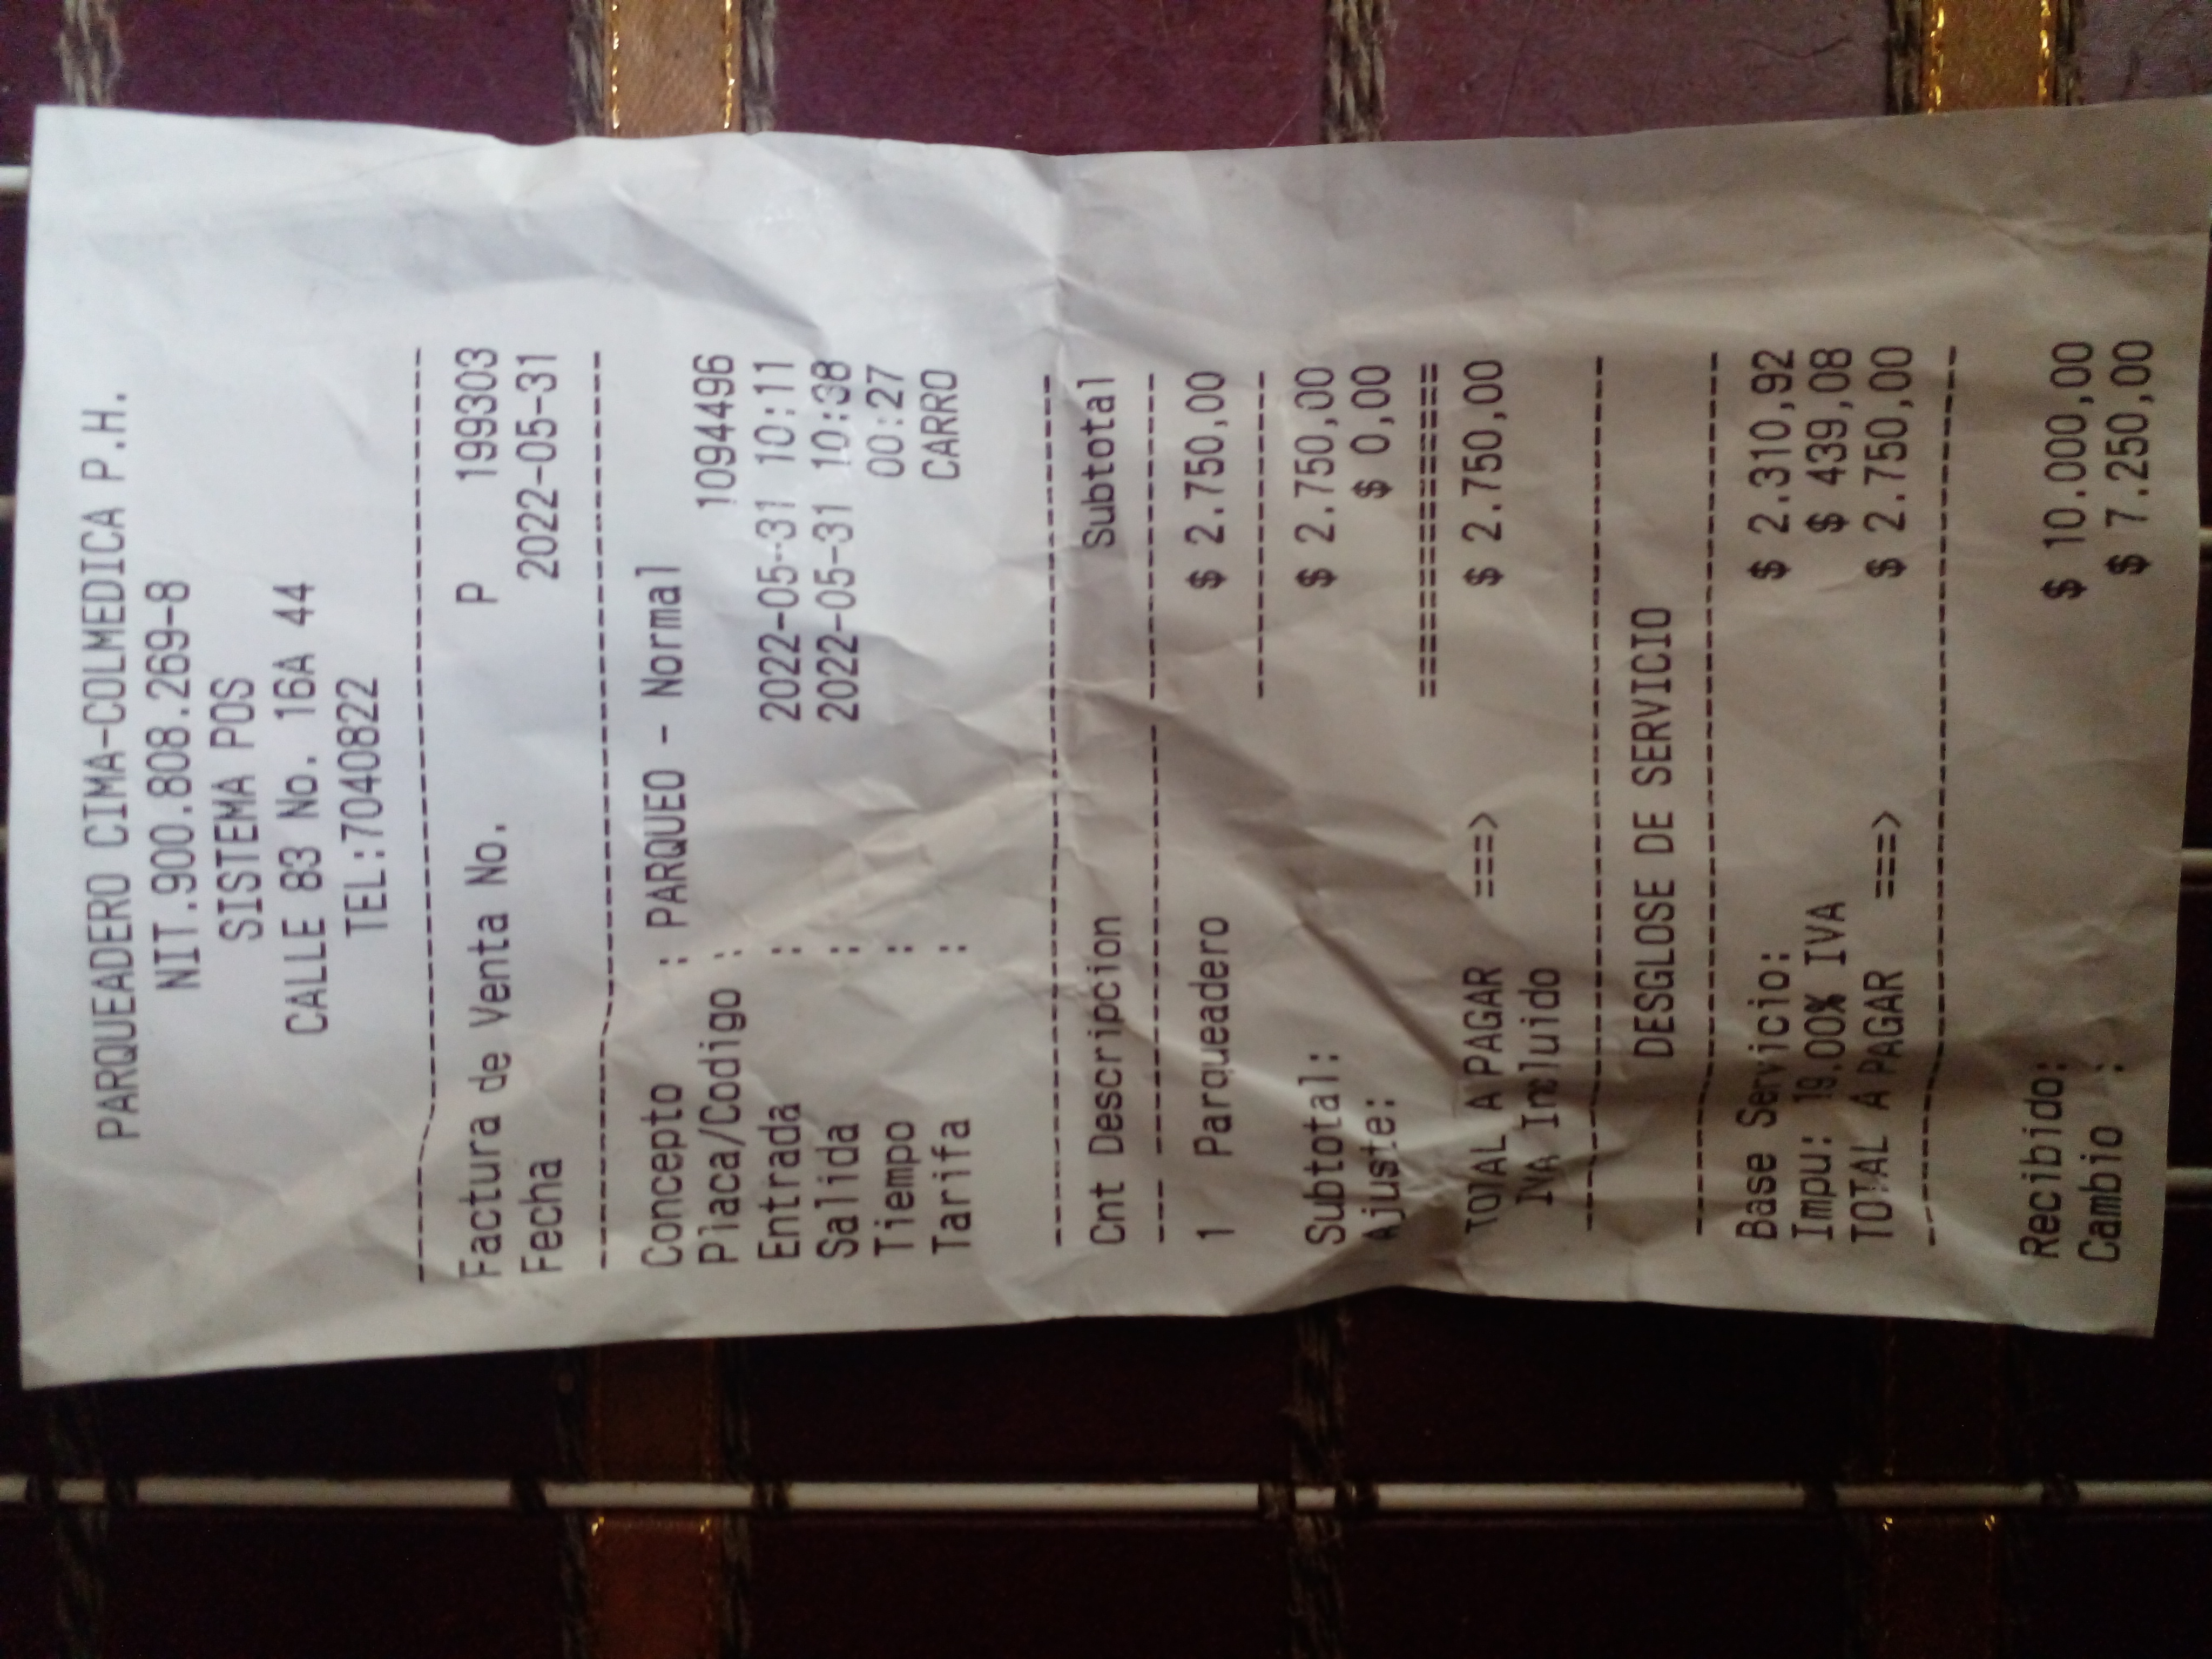 PARQUEADERO CIMA-COLMEDICA P.H.
NIT.900.808.269-8
SISTEMA POS
CALLE 83 No. 16A 44
TEL:7040822
------------------------------------------------
Factura de Venta No. P 199303
Fecha 2022-05-31
------------------------------------------------
Concepto : PARQUEO - Normal
Placa/Codigo : 1094496
Entrada : 2022-05-31 10:11
Salida : 2022-05-31 10:38
Tiempo : 00:27
Tarifa : CARRO
------------------------------------------------
Cnt Descripcion Subtotal
------------------------------------------------
1 Parqueadero $ 2.750,00
------------------
Subtotal: $ 2.750,00
Ajuste: $ 0,00
==================
TOTAL A PAGAR ===> $ 2.750,00
IVA Incluido
------------------------------------------------
DESGLOSE DE SERVICIO
------------------------------------------------
Base Servicio: $ 2.310,92
Impu: 19.00% IVA $ 439,08
TOTAL A PAGAR ===> $ 2.750,00
------------------------------------------------
Recibido: $ 10.000,00
Cambio : $ 7.250,00